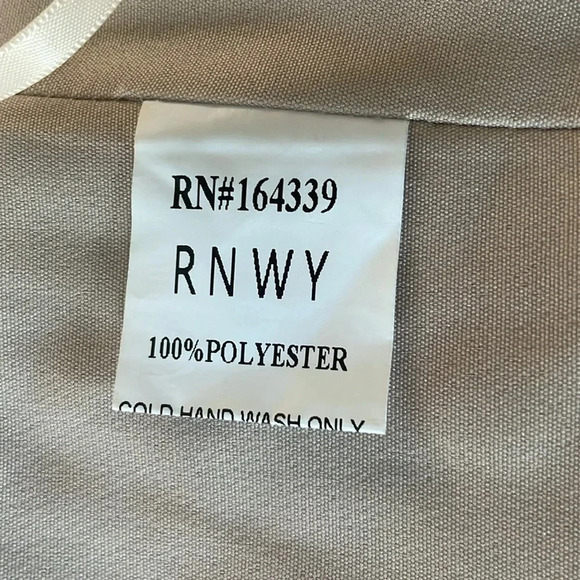 RN#164339
RNWY
100%POLYESTER
COLD HAND WASH ONLY